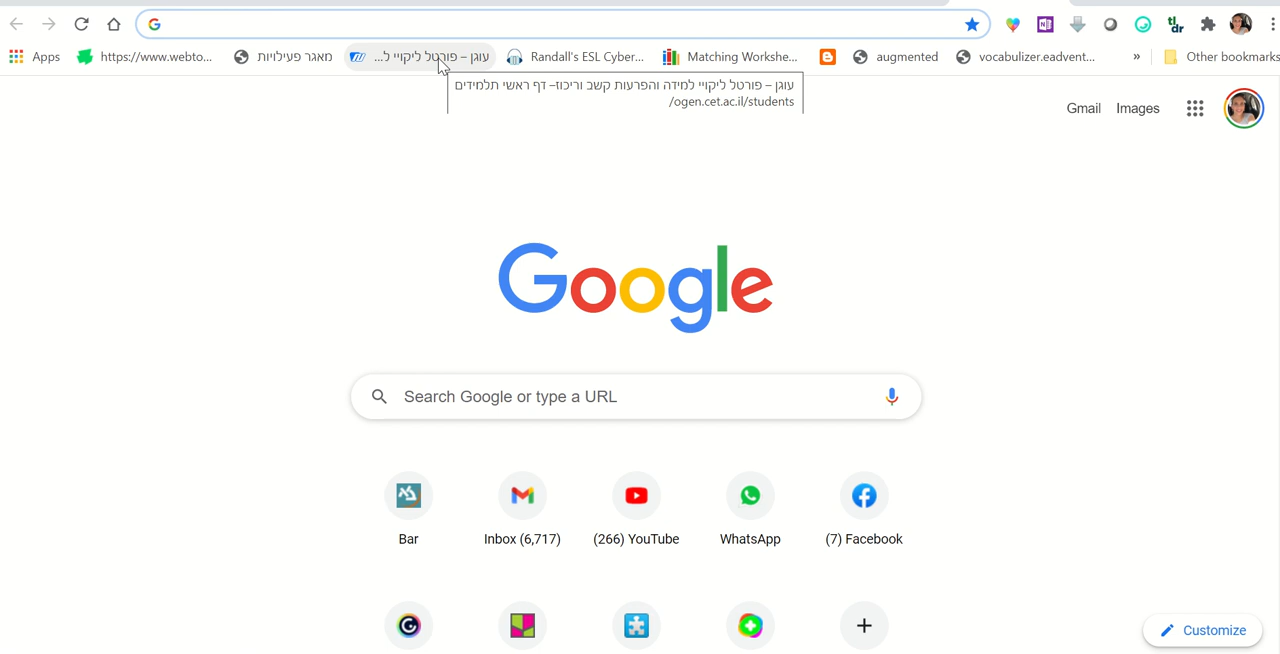 Apps
https://www.webto...
מאגר פעילויות
עוגן – פורטל ליקויי ל...
Randall's ESL Cyber...
Matching Workshe...
augmented
vocabulizer.eadvent...
»
Other bookmarks
עוגן – פורטל ליקויי למידה והפרעות קשב וריכוז– דף ראשי תלמידים
ogen.cet.ac.il/students/
Gmail
Images
Google
Search Google or type a URL
Bar
Inbox (6,717)
(266) YouTube
WhatsApp
(7) Facebook
Customize